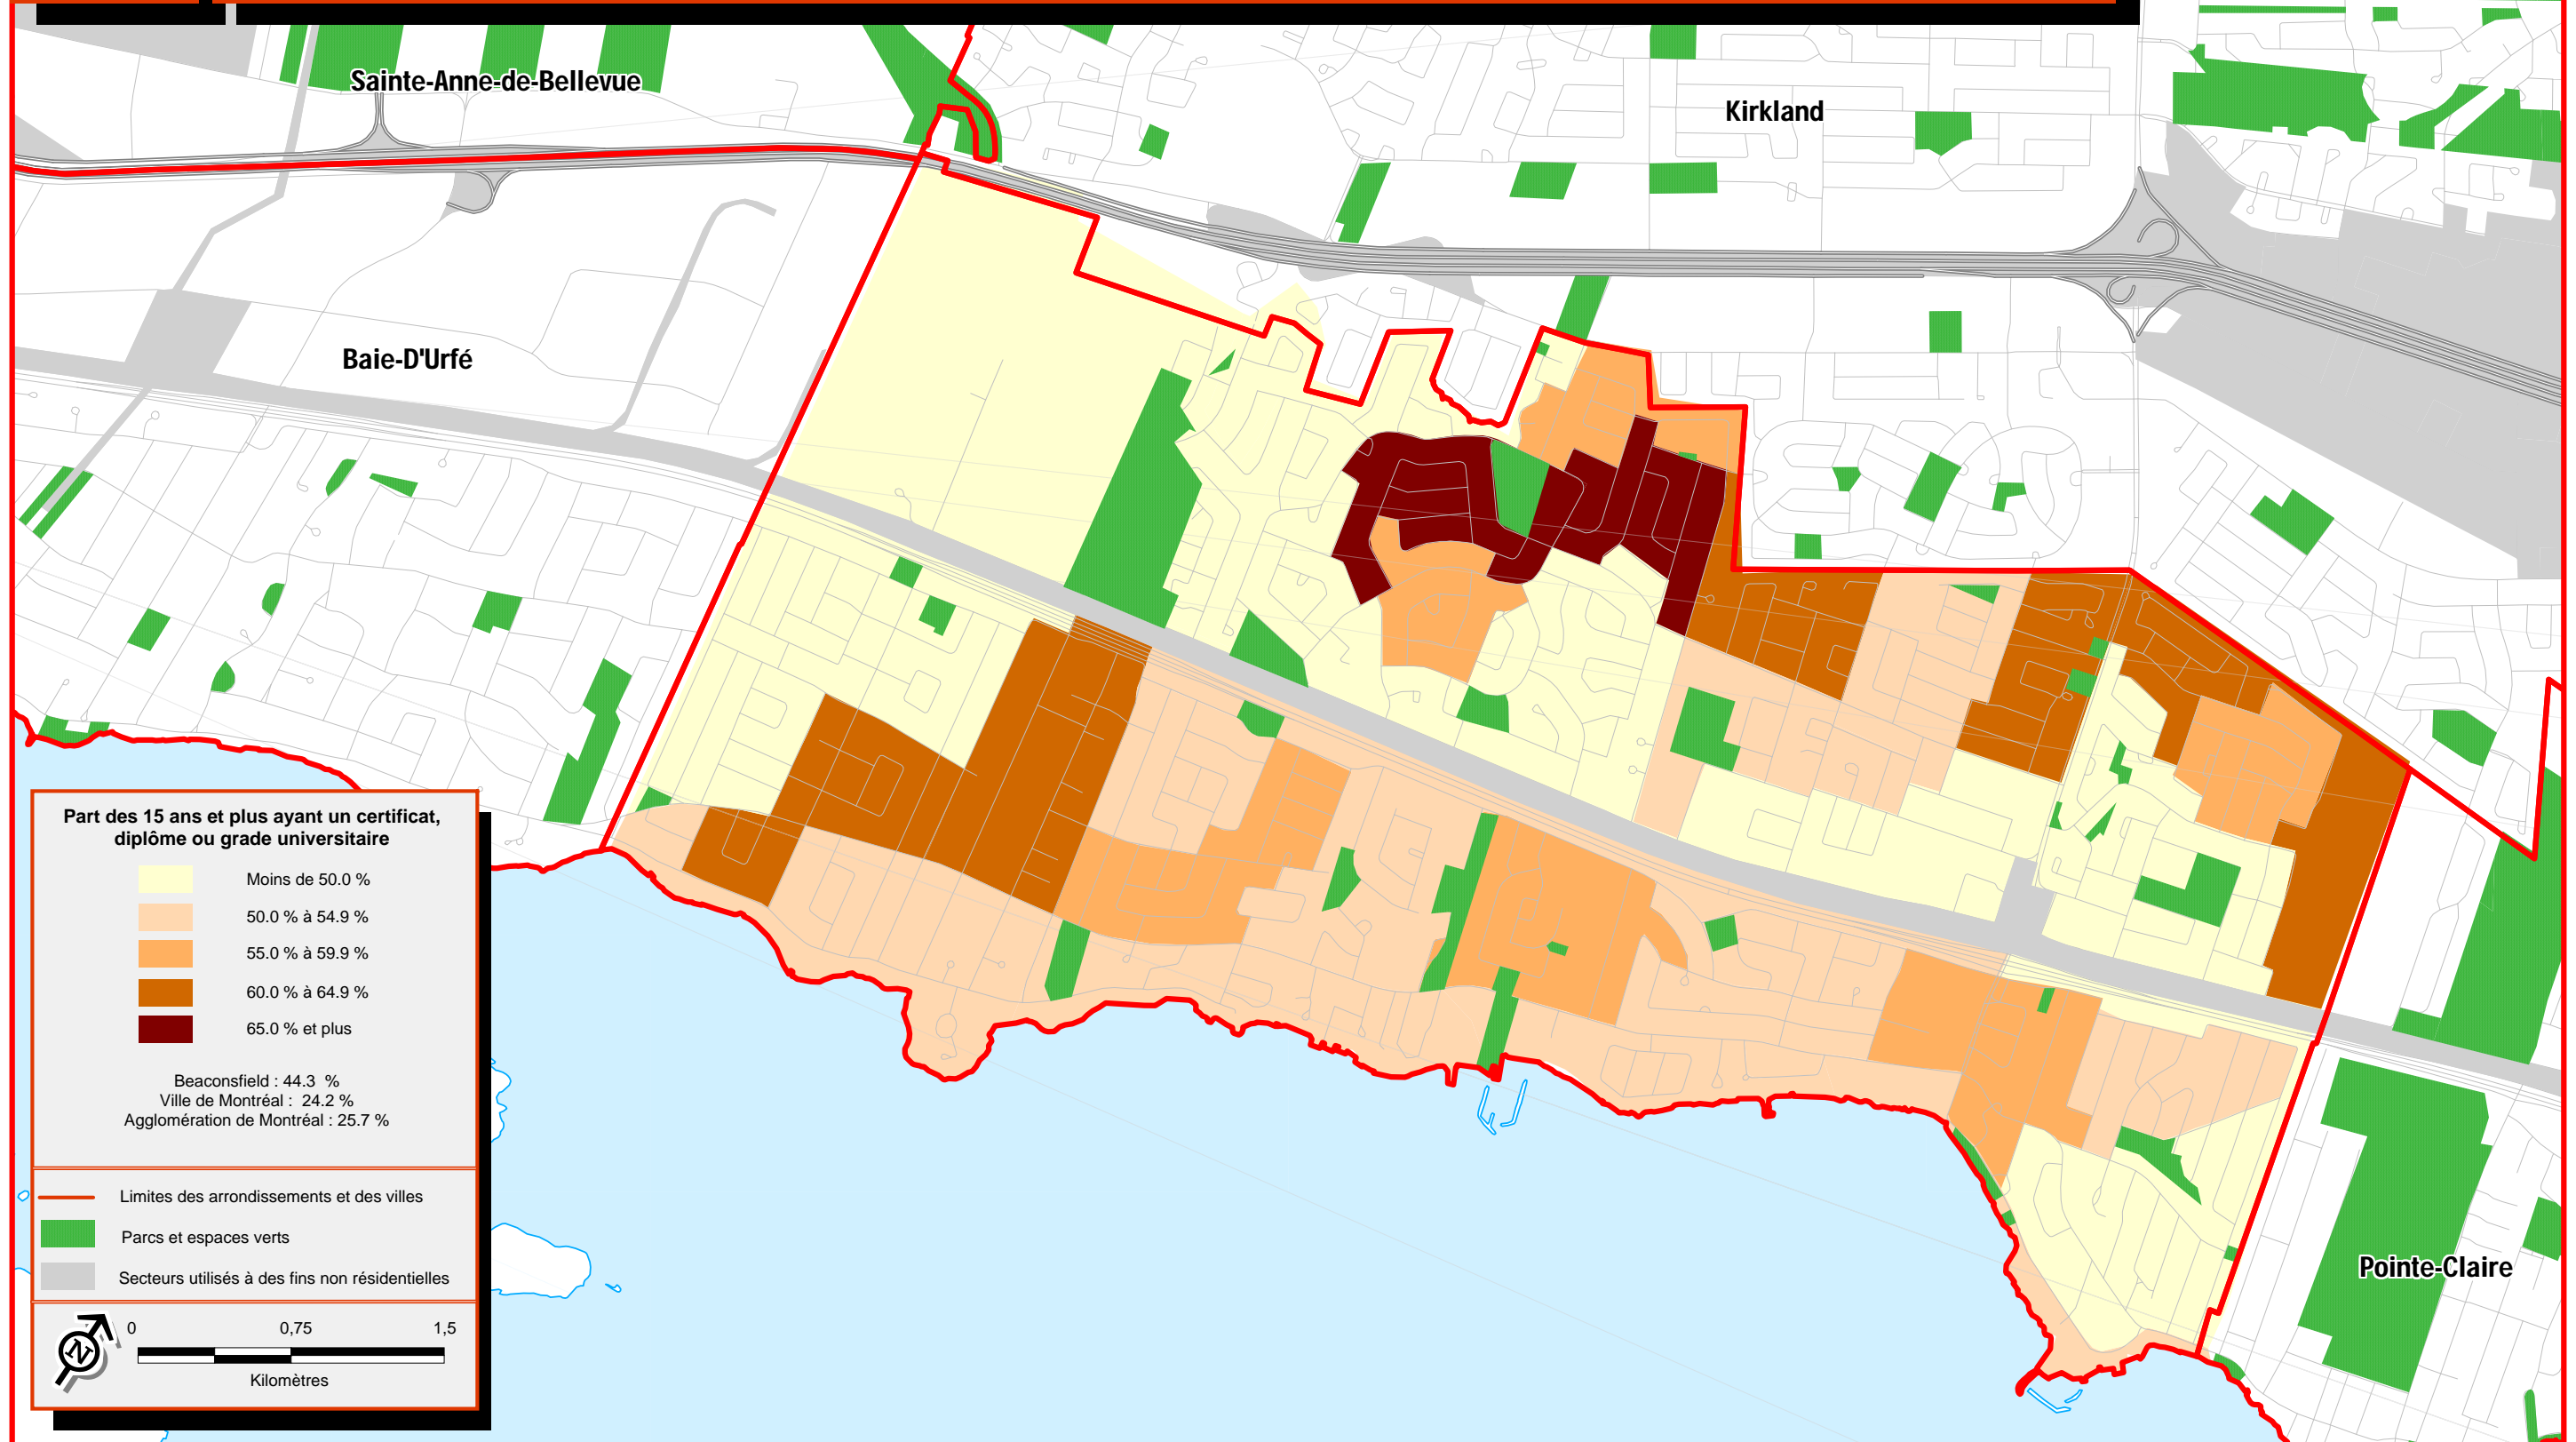 Sainte-Anne-de-Bellevue
Kirkland
Baie-D'Urfé
Pointe-Claire
Part des 15 ans et plus ayant un certificat,
diplôme ou grade universitaire
Moins de 50.0 %
50.0 % à 54.9 %
55.0 % à 59.9 %
60.0 % à 64.9 %
65.0 % et plus
Beaconsfield : 44.3 %
Ville de Montréal : 24.2 %
Agglomération de Montréal : 25.7 %
Limites des arrondissements et des villes
Parcs et espaces verts
Secteurs utilisés à des fins non résidentielles
N
0 0,75 1,5
Kilomètres